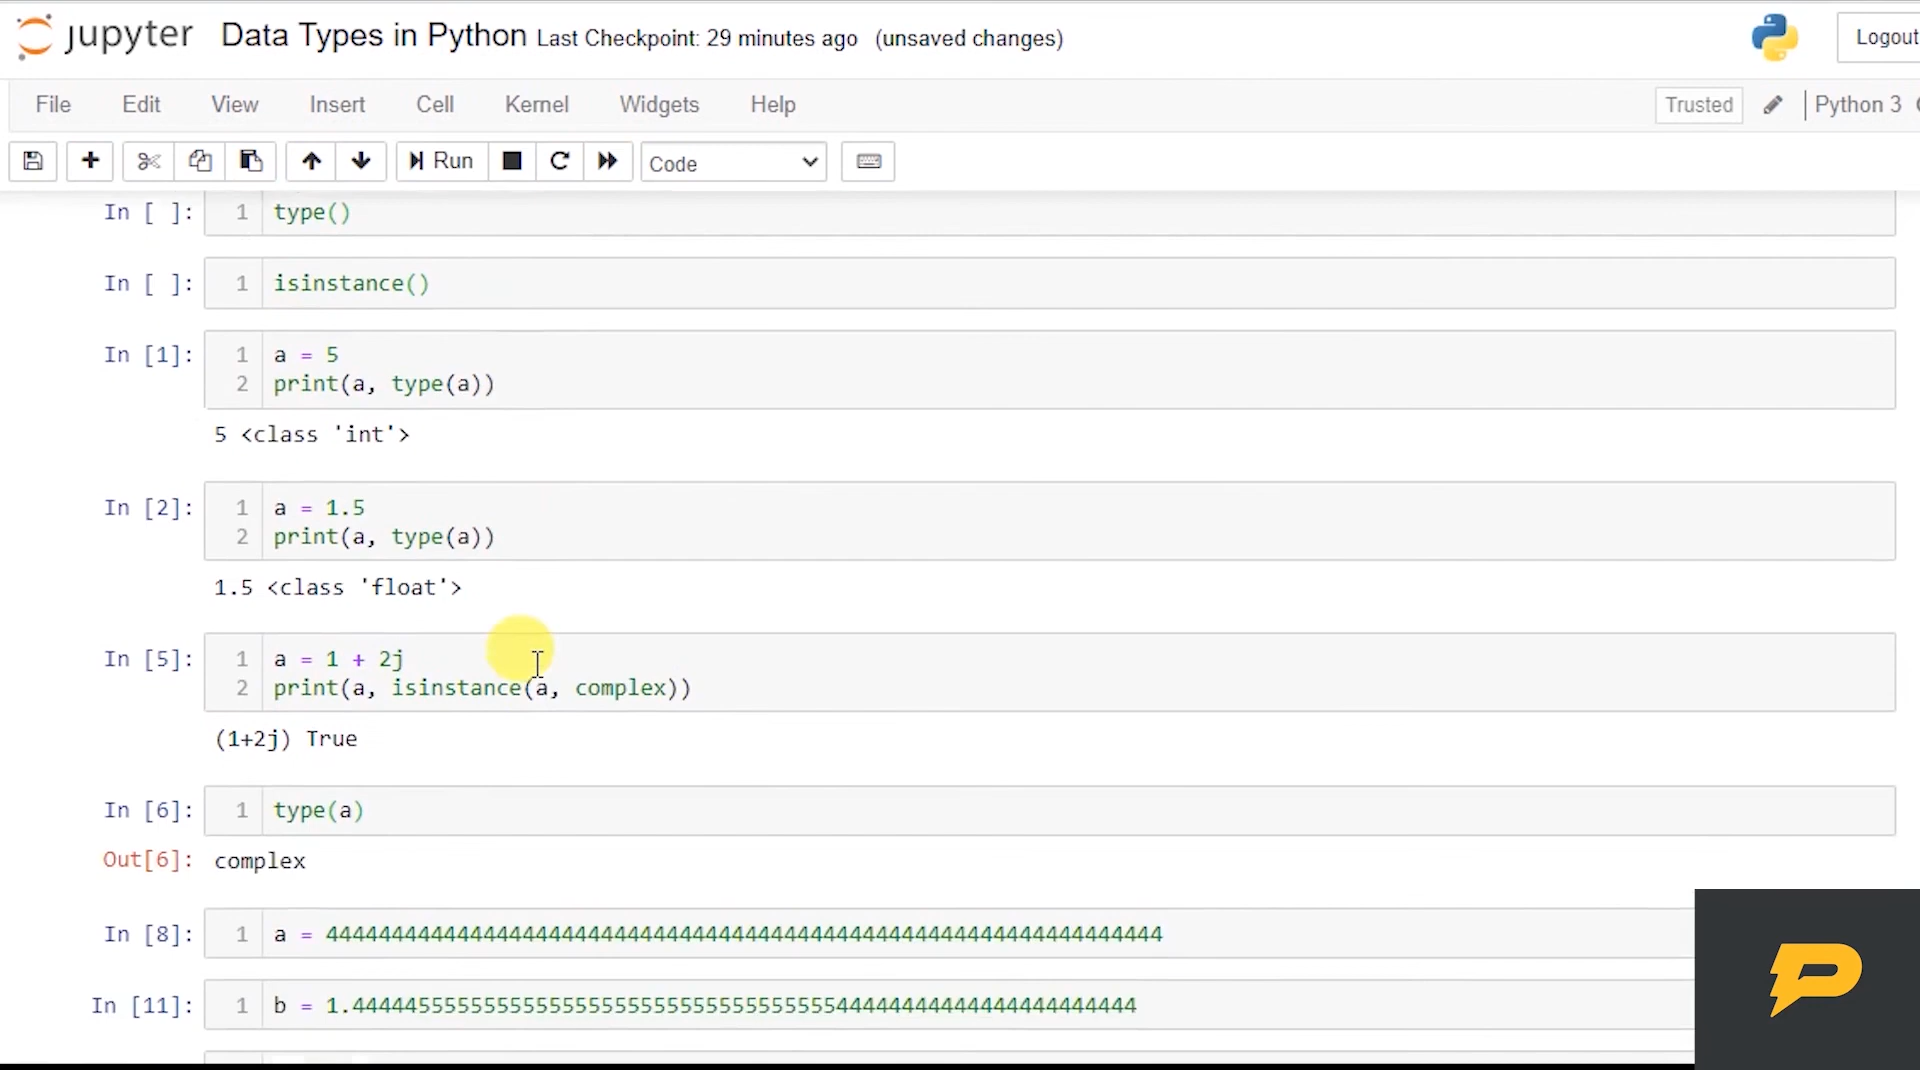 jupyter Data Types in Python Last Checkpoint: 29 minutes ago (unsaved changes) Logout
File Edit View Insert Cell Kernel Widgets Help Trusted Python 3
Run Code
In [ ]: 1 type()
In [ ]: 1 isinstance()
In [1]: 1 a = 5
2 print(a, type(a))
5 <class 'int'>
In [2]: 1 a = 1.5
2 print(a, type(a))
1.5 <class 'float'>
In [5]: 1 a = 1 + 2j
2 print(a, isinstance(a, complex))
(1+2j) True
In [6]: 1 type(a)
Out[6]: complex
In [8]: 1 a = 4444444444444444444444444444444444444444444444444444444444444444
In [11]: 1 b = 1.444445555555555555555555555555555555555544444444444444444444444